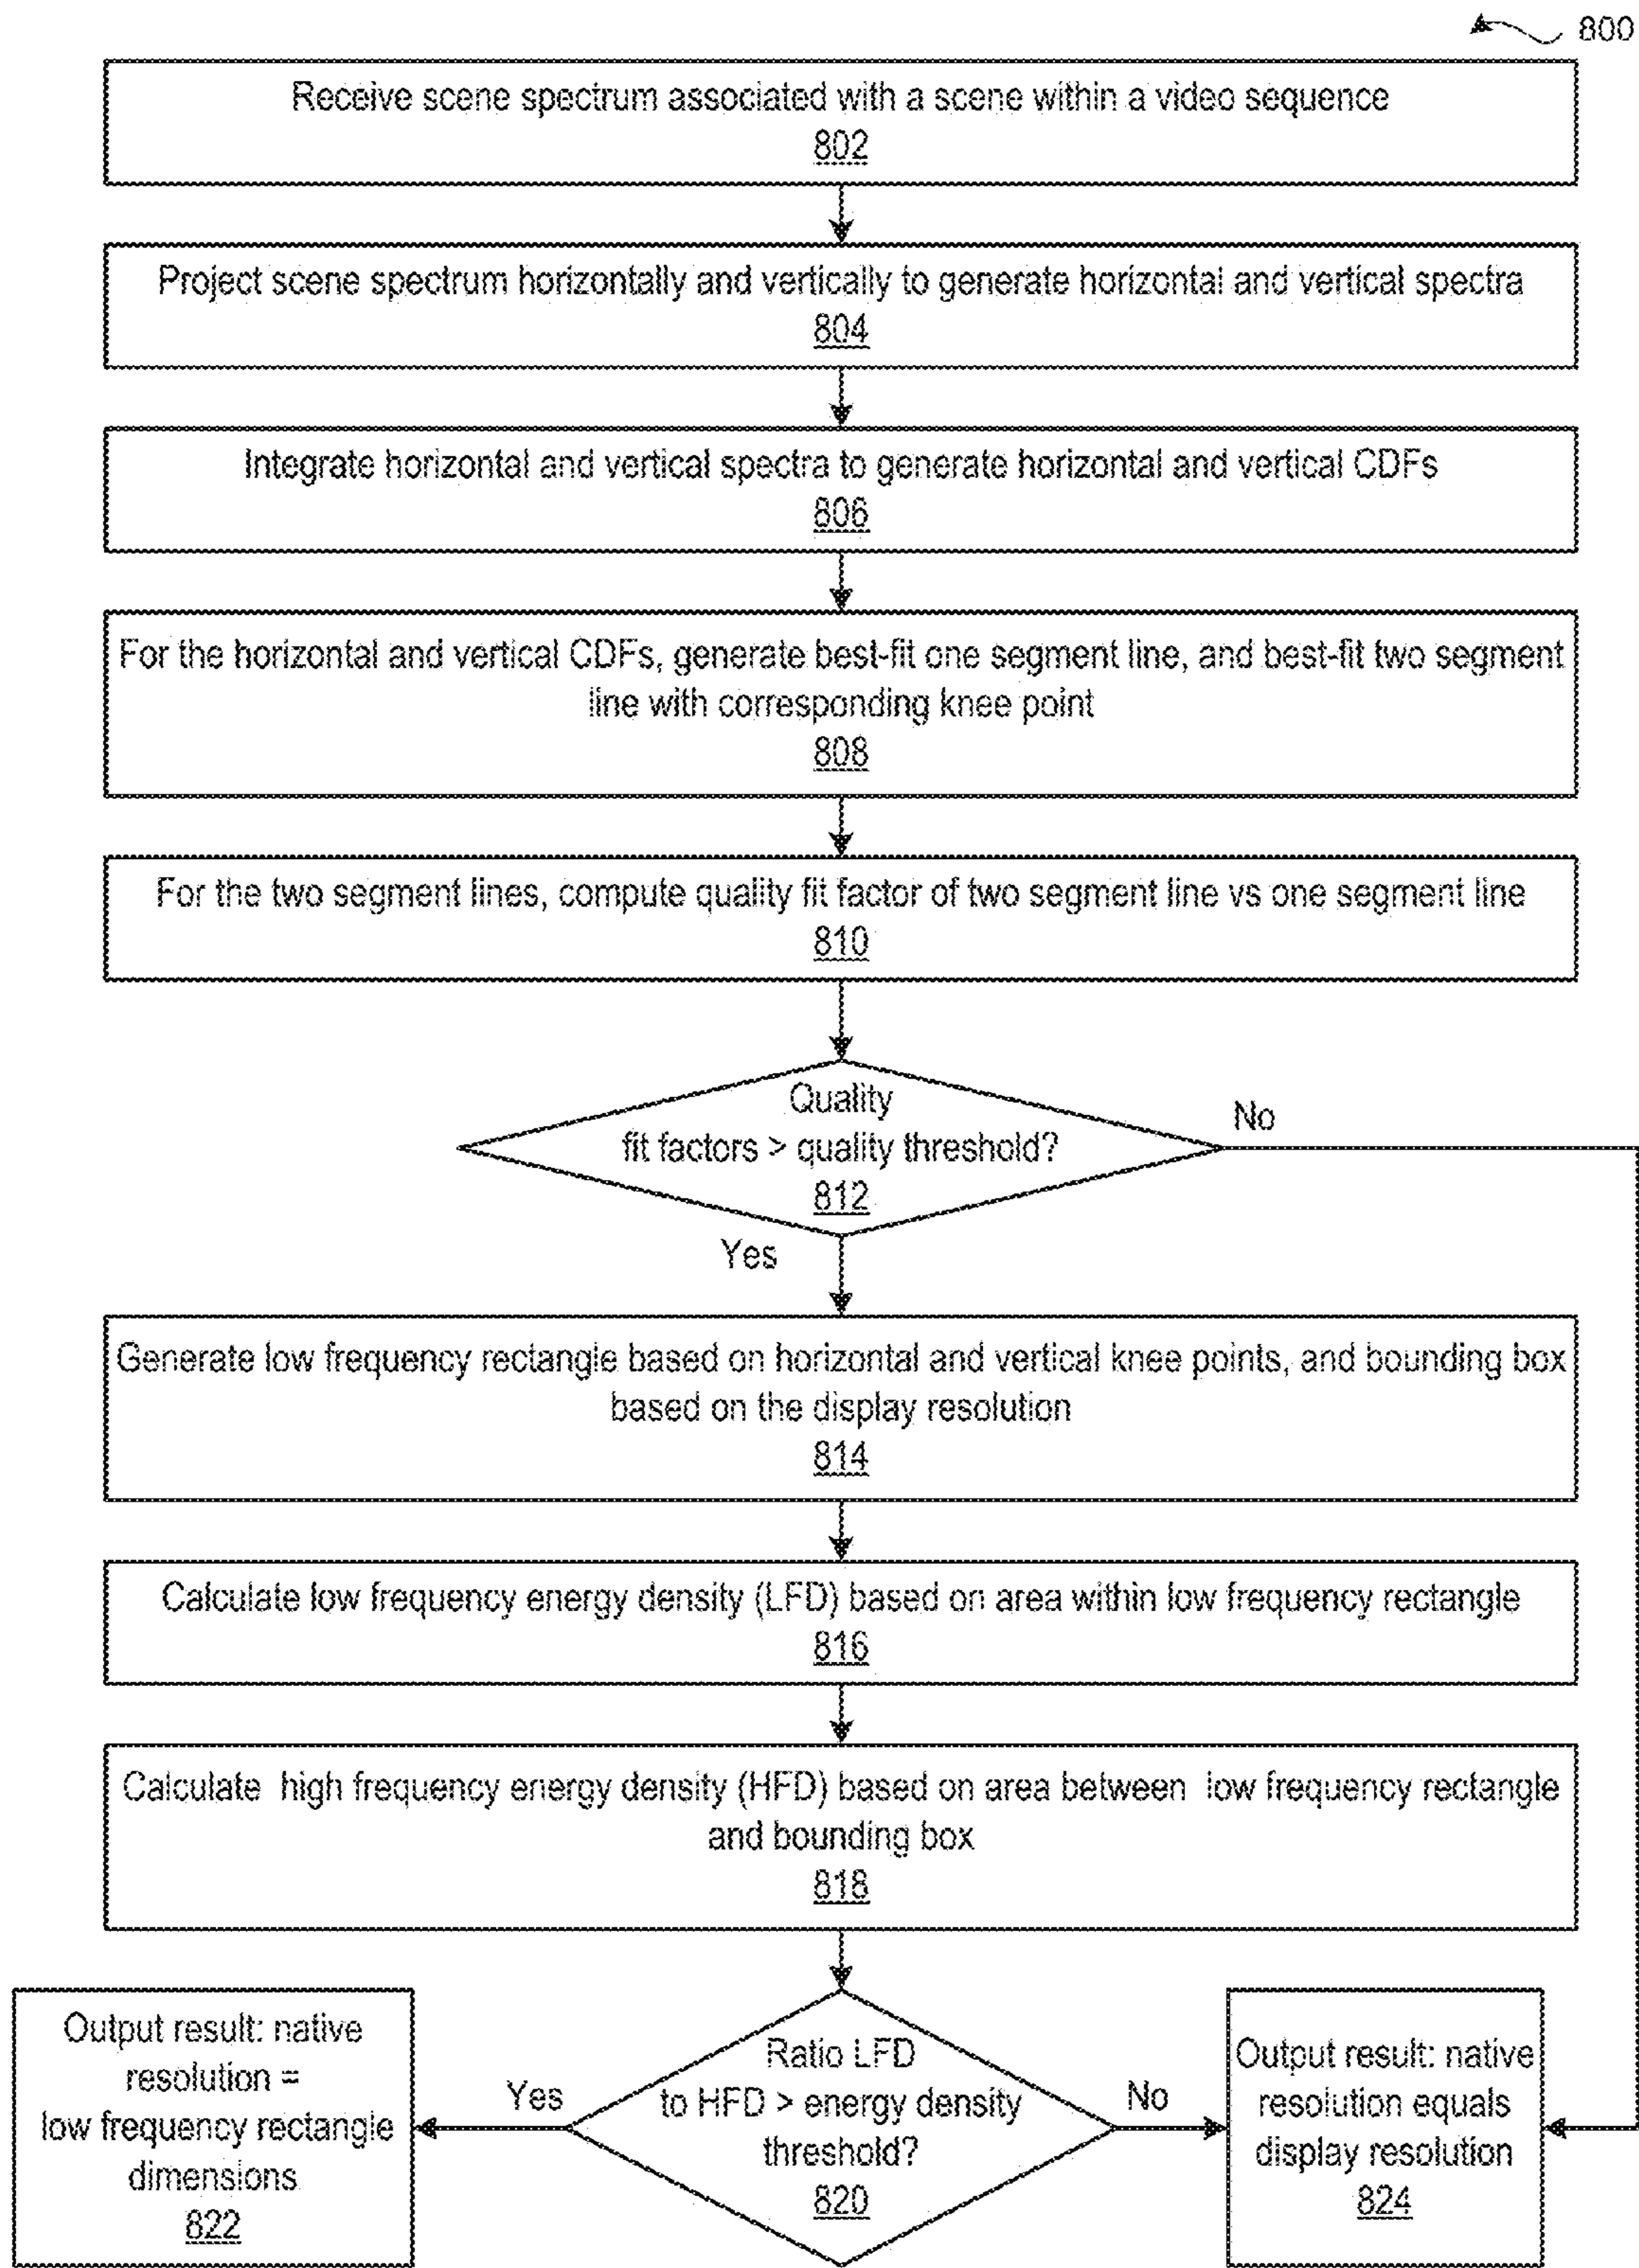 800
Receive scene spectrum associated with a scene within a video sequence
802
Project scene spectrum horizontally and vertically to generate horizontal and vertical spectra
804
Integrate horizontal and vertical spectra to generate horizontal and vertical CDFs
806
For the horizontal and vertical CDFs, generate best-fit one segment line, and best-fit two segment
line with corresponding knee point
808
For the two segment lines, compute quality fit factor of two segment line vs one segment line
810
Quality
fit factors > quality threshold?
812
No
Yes
Generate low frequency rectangle based on horizontal and vertical knee points, and bounding box
based on the display resolution
814
Calculate low frequency energy density (LFD) based on area within low frequency rectangle
816
Calculate high frequency energy density (HFD) based on area between low frequency rectangle
and bounding box
818
Output result: native
resolution =
low frequency rectangle
dimensions
822
Yes
Ratio LFD
to HFD > energy density
threshold?
820
No
Output result: native
resolution equals
display resolution
824